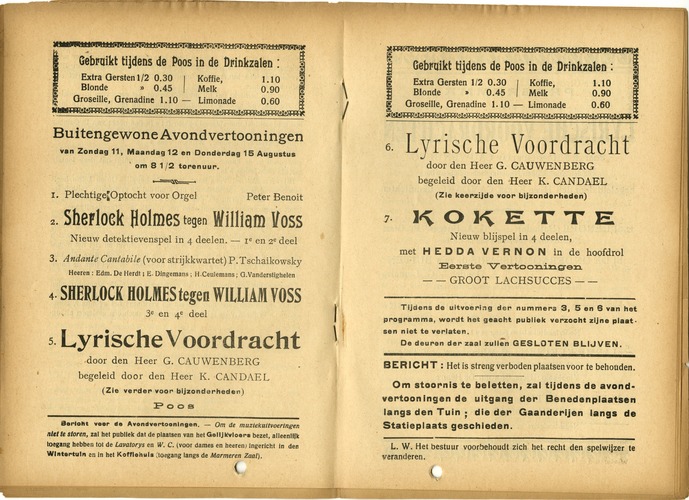 Gebruikt tijdens de Poos in de Drinkzalen :
Extra Gersten 1/2 0.30 | Koffie, 1.10
Blonde » 0.45 | Melk 0.90
Groseille, Grenadine 1.10 — Limonade 0.60
Buitengewone Avondvertooningen
van Zondag 11, Maandag 12 en Donderdag 15 Augustus
om 8 1/2 torenuur.
1. Plechtige Optocht voor Orgel Peter Benoit
2. Sherlock Holmes tegen William Voss
Nieuw detektievenspel in 4 deelen. — 1e en 2e deel
3. Andante Cantabile (voor strijkkwartet) P. Tschaikowsky
Heeren : Edm. De Herdt ; E. Dingemans ; H. Ceulemans ; G. Vanderstighelen
4. SHERLOCK HOLMES tegen WILLIAM VOSS
3e en 4e deel
5. Lyrische Voordracht
door den Heer G. CAUWENBERG
begeleid door den Heer K. CANDAEL
(Zie verder voor bijzonderheden)
Poos
Bericht voor de Avondvertooningen. — Om de muziekuitvoeringen
niet te storen, zal het publiek dat de plaatsen van het Gelijkvloers bezet, alleenlijk
toegang hebben tot de Lavatorys en W. C. (voor dames en heeren) ingericht in den
Wintertuin en in het Koffiehuis (toegang langs de Marmeren Zaal).
Gebruikt tijdens de Poos in de Drinkzalen :
Extra Gersten 1/2 0.30 | Koffie, 1.10
Blonde » 0.45 | Melk 0.90
Groseille, Grenadine 1.10 — Limonade 0.60
6. Lyrische Voordracht
door den Heer G. CAUWENBERG
begeleid door den Heer K. CANDAEL
(Zie keerzijde voor bijzonderheden)
7. KOKETTE
Nieuw blijspel in 4 deelen,
met HEDDA VERNON in de hoofdrol
Eerste Vertooningen
— — GROOT LACHSUCCES — —
Tijdens de uitvoering der nummers 3, 5 en 6 van het
programma, wordt het geacht publiek verzocht zijne plaat-
sen niet te verlaten.
De deuren der zaal zullen GESLOTEN BLIJVEN.
BERICHT : Het is streng verboden plaatsen voor te behouden.
Om stoornis te beletten, zal tijdens de avond-
vertooningen de uitgang der Benedenplaatsen
langs den Tuin ; die der Gaanderijen langs de
Statieplaats geschieden.
L. W. Het bestuur voorbehoudt zich het recht den spelwijzer te
veranderen.